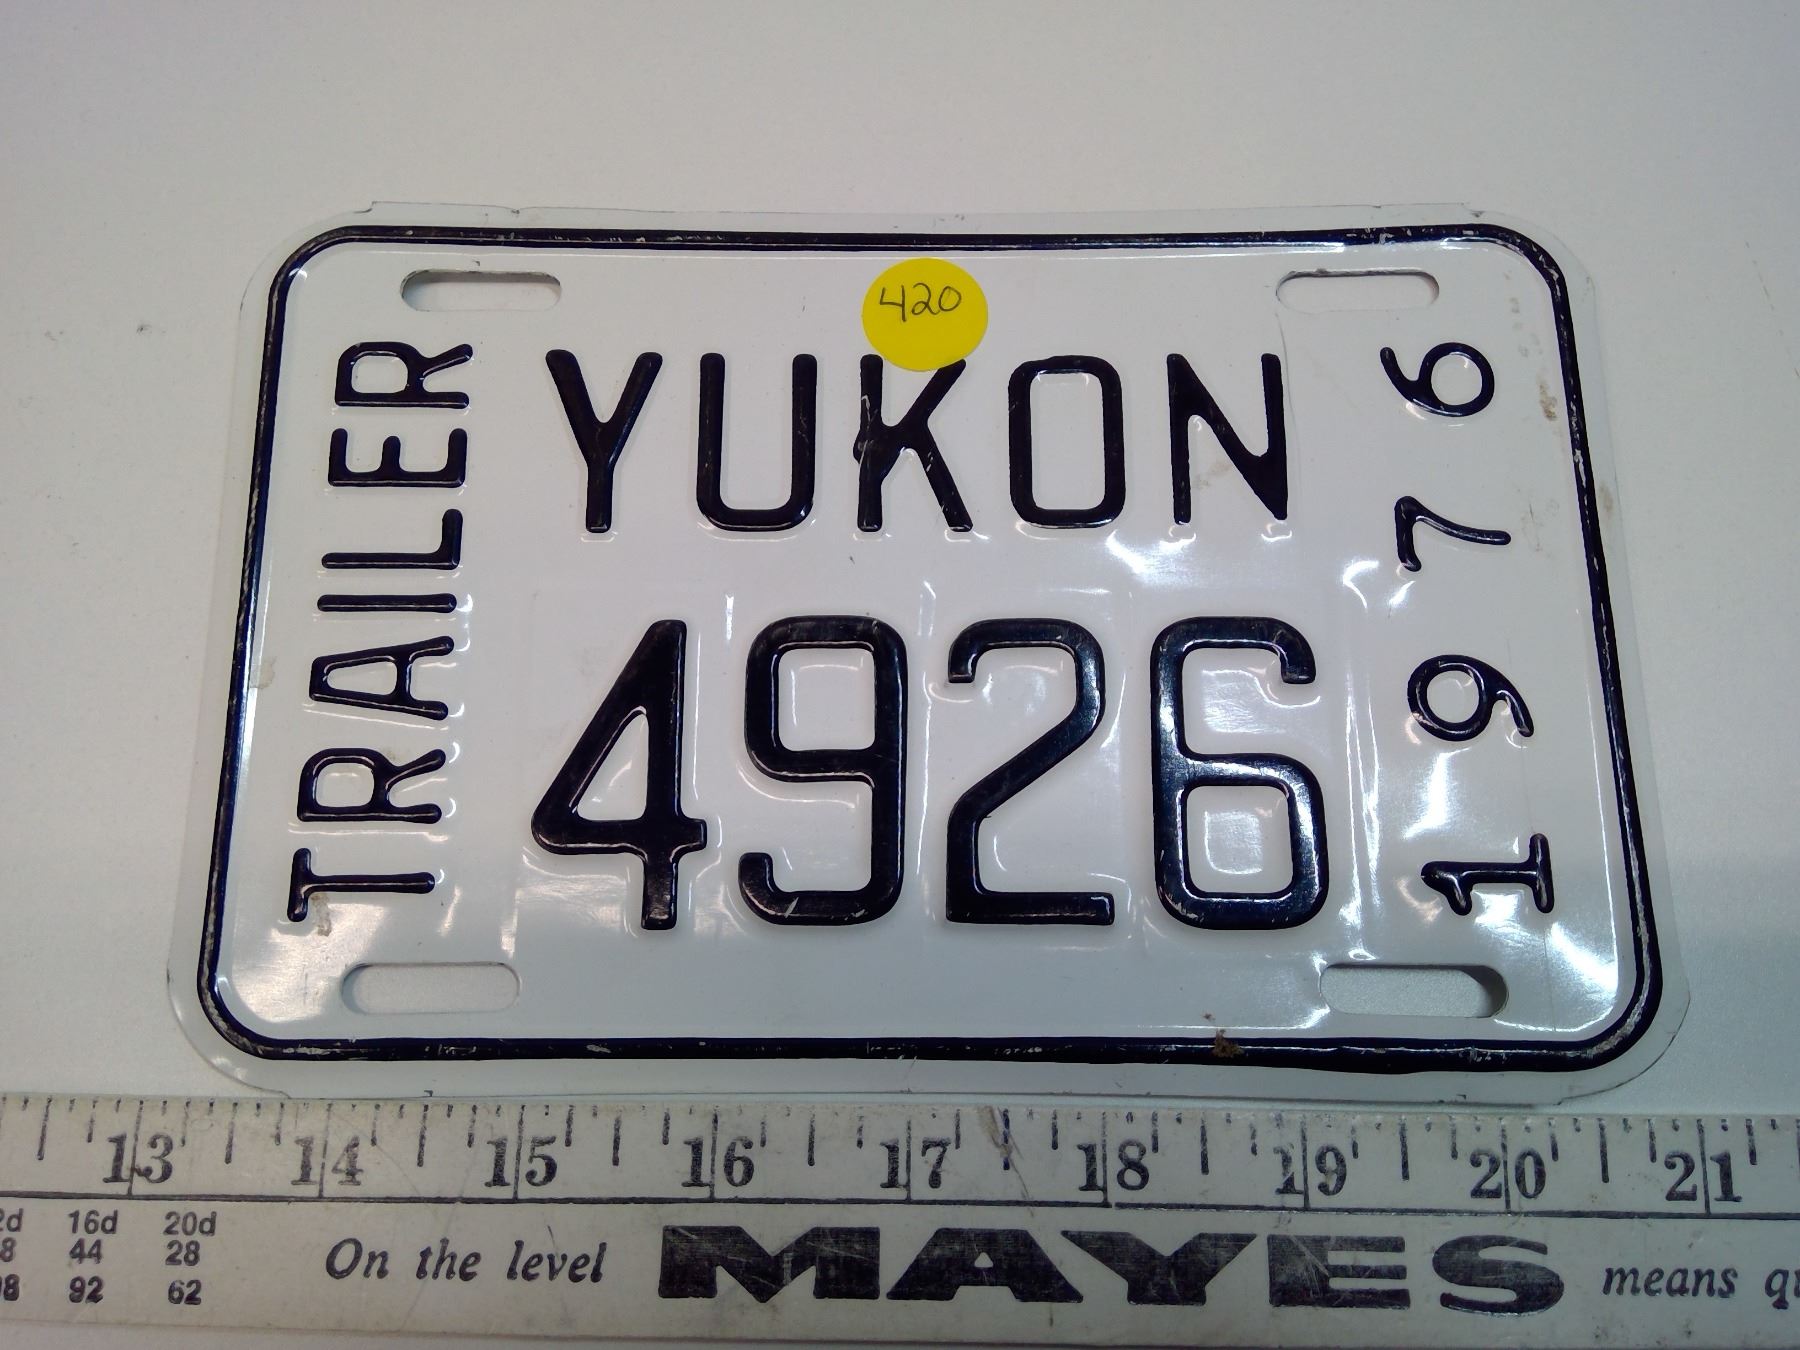 420
TRAILER
YUKON
1976
4926
13 14 15 16 17 18 19 20 21
16d 20d
44 28
92 62
On the level MAYES means